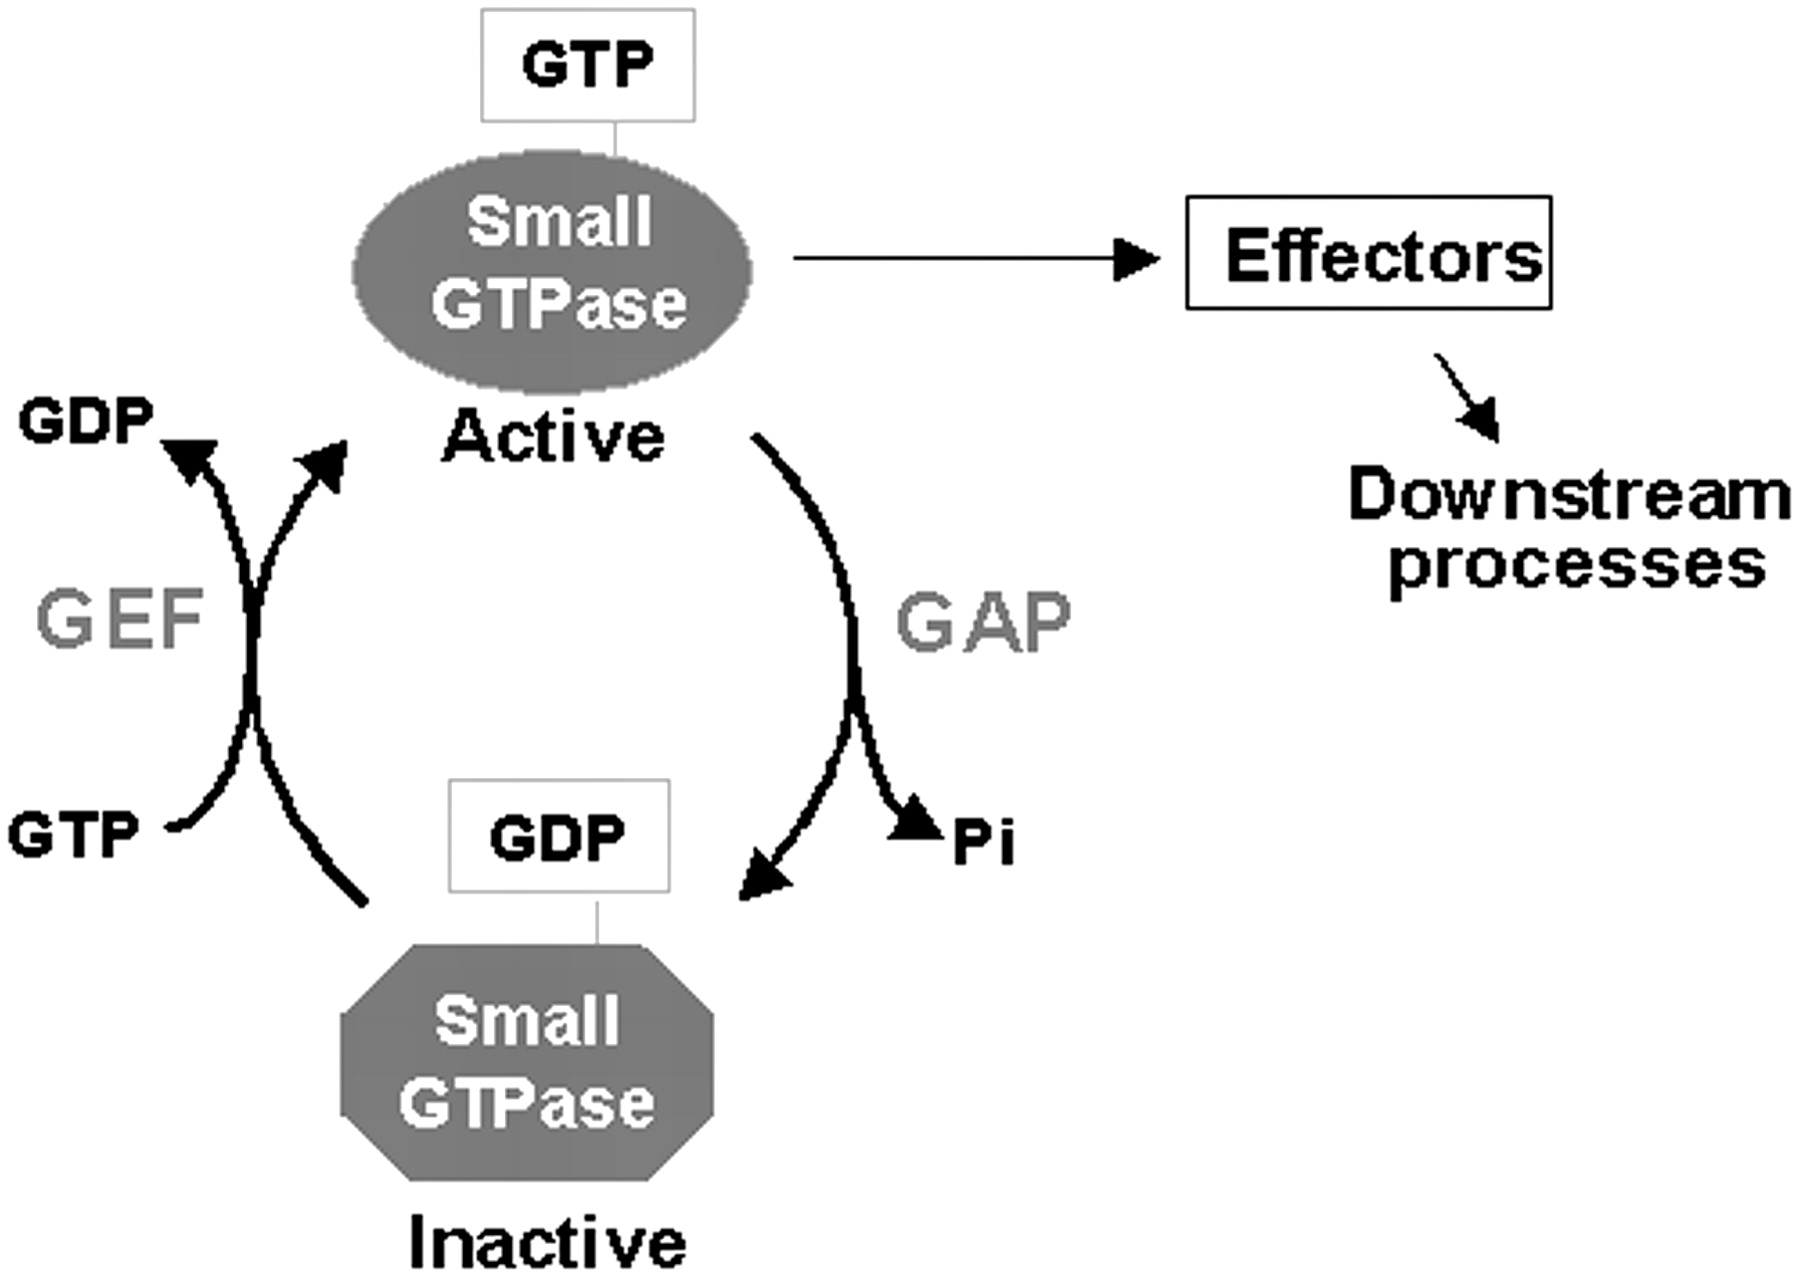 GTP
Small
GTPase
Active
Effectors
Downstream
processes
GDP
GEF
GTP
GAP
Pi
GDP
Small
GTPase
Inactive